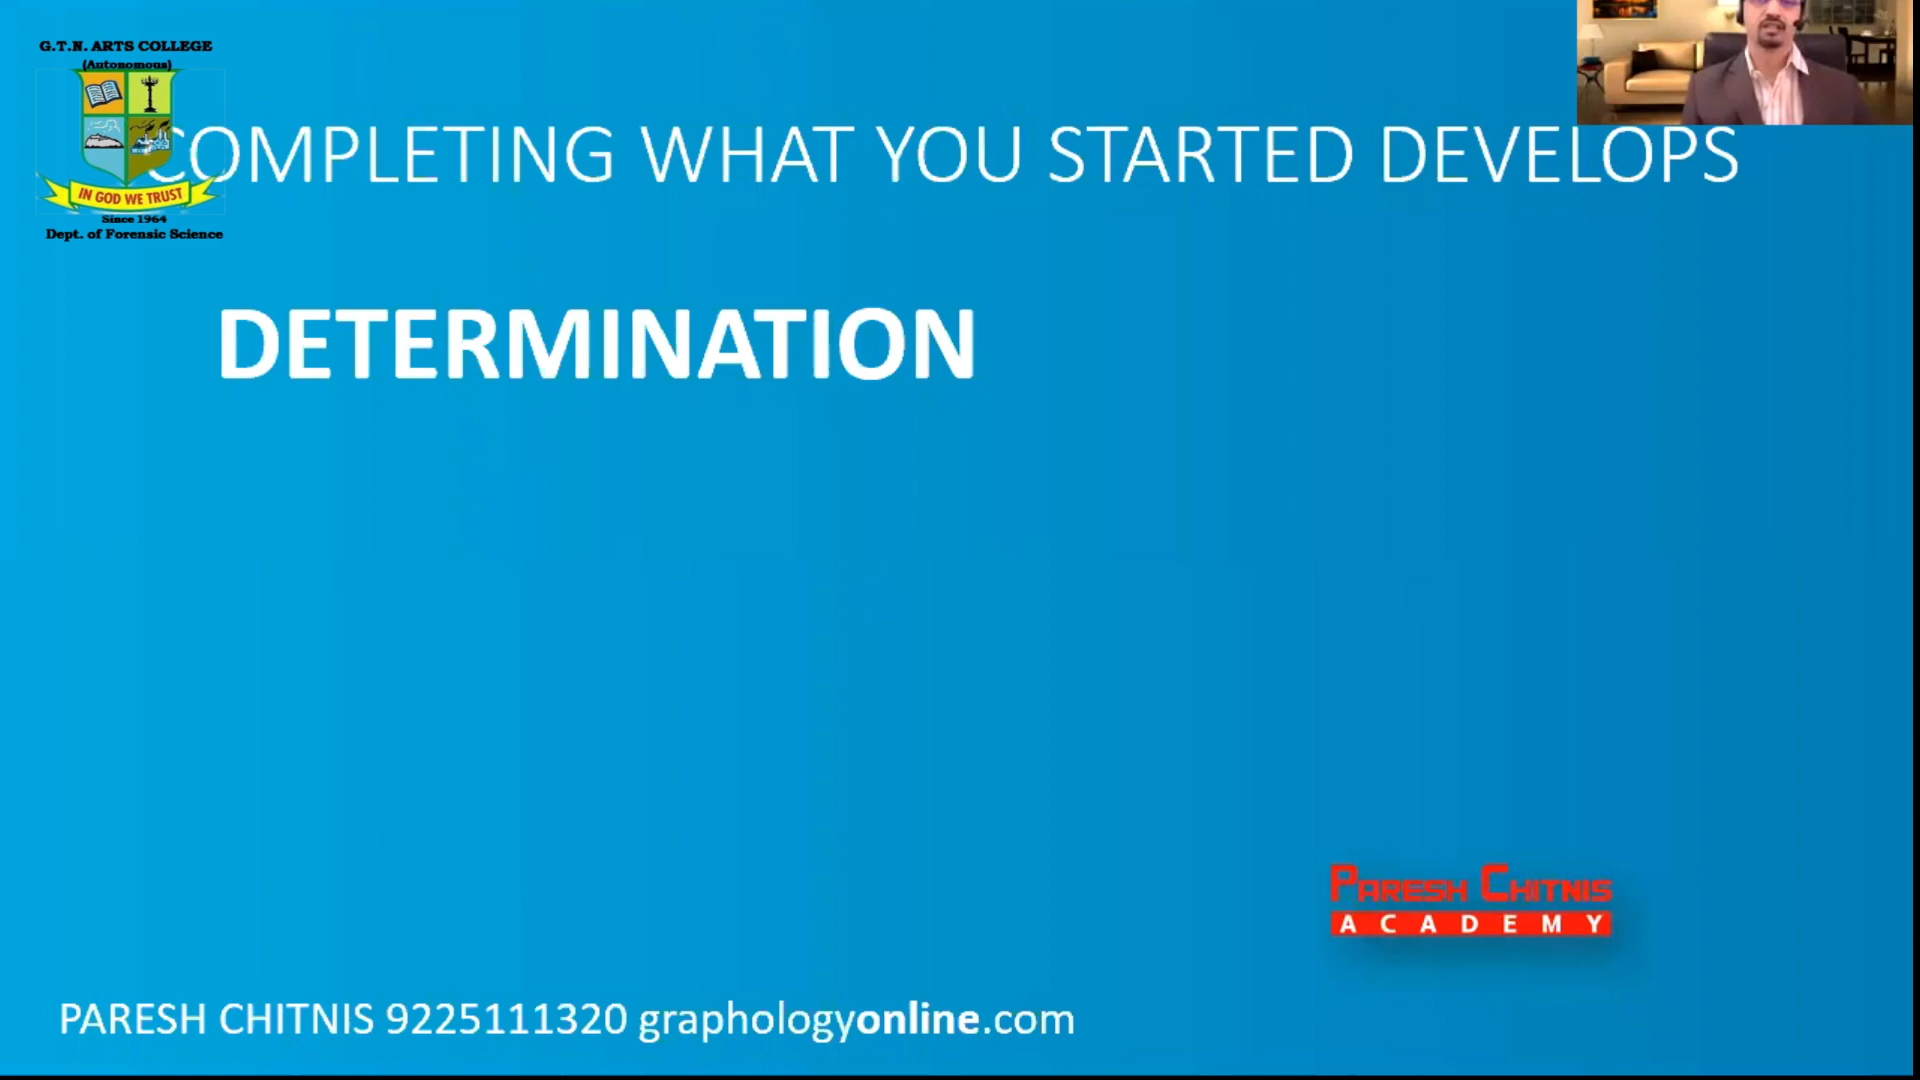 G.T.N. ARTS COLLEGE
(Autonomous)
COMPLETING WHAT YOU STARTED DEVELOPS
IN GOD WE TRUST
Since 1964
Dept. of Forensic Science
DETERMINATION
PARESH CHITNIS
ACADEMY
PARESH CHITNIS 9225111320 graphologyonline.com